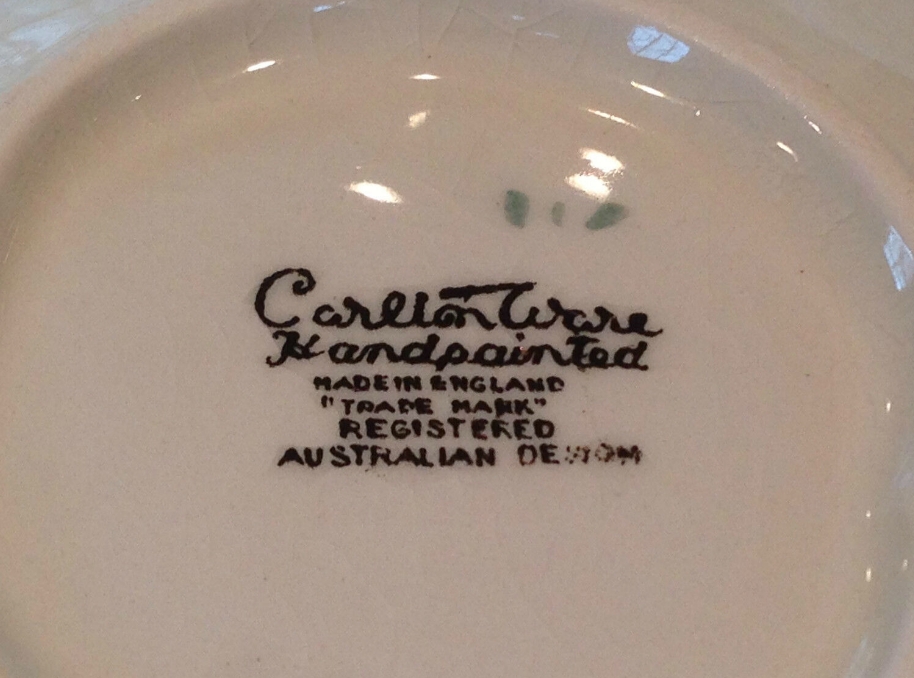 Carlton Ware
Handpainted
MADE IN ENGLAND
"TRADE MARK"
REGISTERED
AUSTRALIAN DESIGN